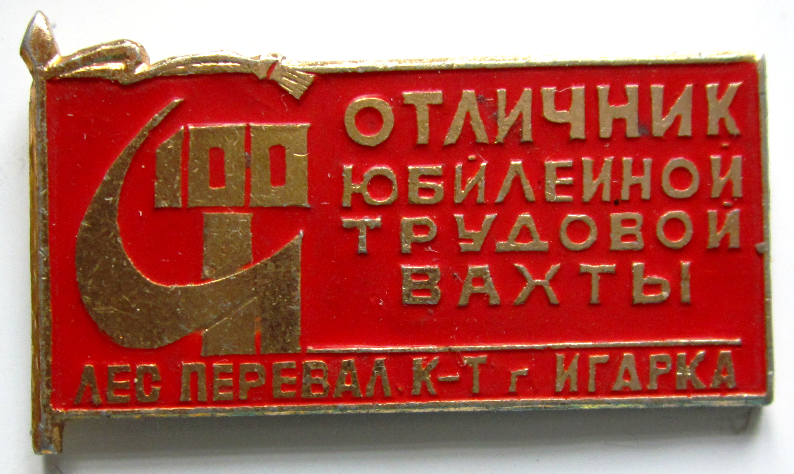 100
ОТЛИЧНИК
ЮБИЛЕЙНОЙ
ТРУДОВОЙ
ВАХТЫ
ЛЕС ПЕРЕВАЛ. К-Т г ИГАРКА